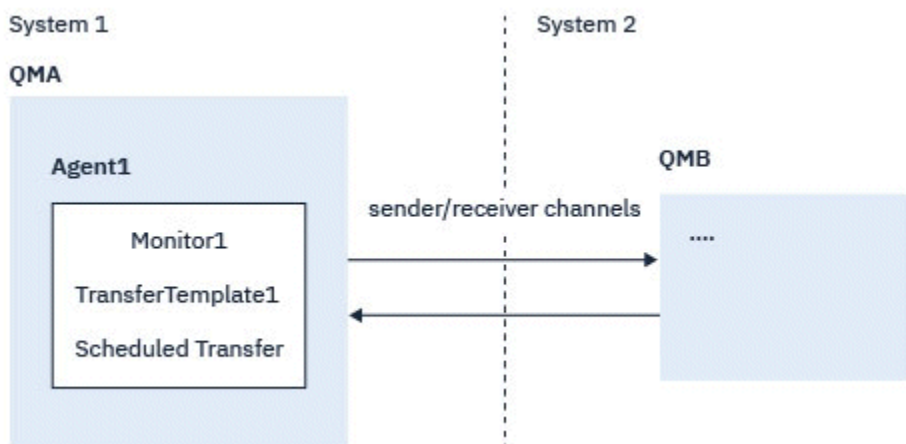 System 1
System 2
QMA
Agent1
QMB
sender/receiver channels
Monitor1
....
TransferTemplate1
Scheduled Transfer